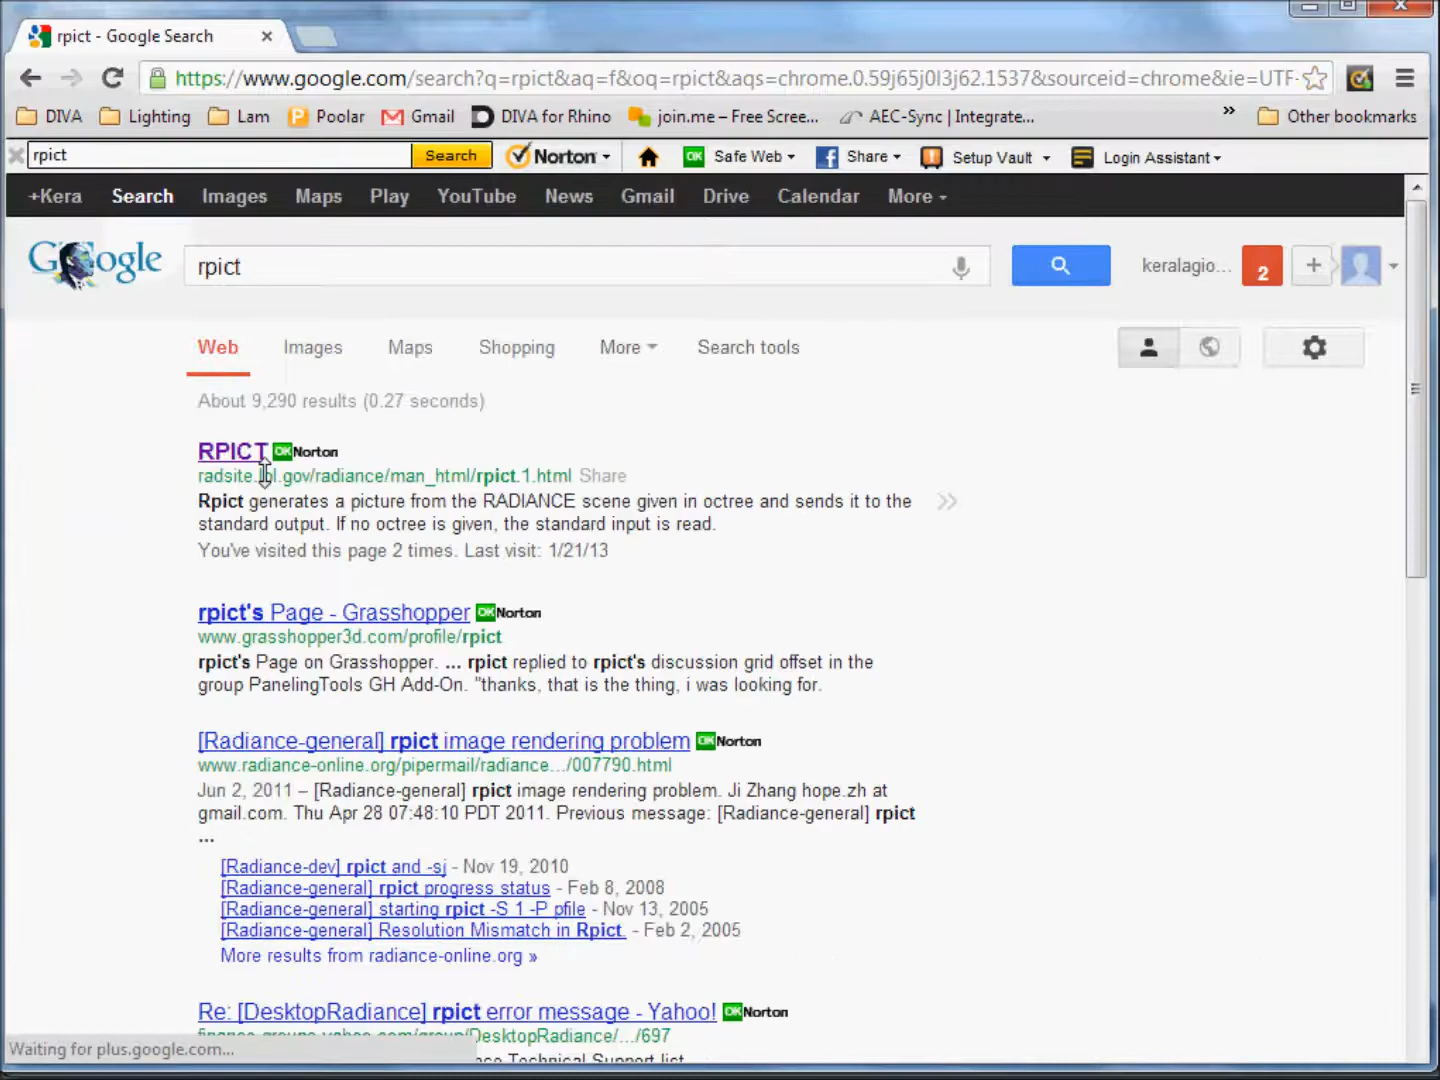 rpict - Google Search
https://www.google.com/search?q=rpict&aq=f&oq=rpict&aqs=chrome.0.59j65j0l3j62.1537&sourceid=chrome&ie=UTF-
DIVA Lighting Lam Poolar Gmail DIVA for Rhino join.me – Free Scree... AEC-Sync | Integrate... » Other bookmarks
rpict Search Norton Safe Web Share Setup Vault Login Assistant
+Kera Search Images Maps Play YouTube News Gmail Drive Calendar More
Google rpict keralagio... 2 +
Web Images Maps Shopping More Search tools
About 9,290 results (0.27 seconds)
RPICT OK Norton
radsite.lbl.gov/radiance/man_html/rpict.1.html Share
Rpict generates a picture from the RADIANCE scene given in octree and sends it to the
standard output. If no octree is given, the standard input is read.
You've visited this page 2 times. Last visit: 1/21/13
rpict's Page - Grasshopper OK Norton
www.grasshopper3d.com/profile/rpict
rpict's Page on Grasshopper. ... rpict replied to rpict's discussion grid offset in the
group PanelingTools GH Add-On. "thanks, that is the thing, i was looking for.
[Radiance-general] rpict image rendering problem OK Norton
www.radiance-online.org/pipermail/radiance.../007790.html
Jun 2, 2011 – [Radiance-general] rpict image rendering problem. Ji Zhang hope.zh at
gmail.com. Thu Apr 28 07:48:10 PDT 2011. Previous message: [Radiance-general] rpict
...
[Radiance-dev] rpict and -sj - Nov 19, 2010
[Radiance-general] rpict progress status - Feb 8, 2008
[Radiance-general] starting rpict -S 1 -P pfile - Nov 13, 2005
[Radiance-general] Resolution Mismatch in Rpict. - Feb 2, 2005
More results from radiance-online.org »
Re: [DesktopRadiance] rpict error message - Yahoo! OK Norton
finance.groups.yahoo.com/group/DesktopRadiance/.../697
Waiting for plus.google.com...
Technical Support list